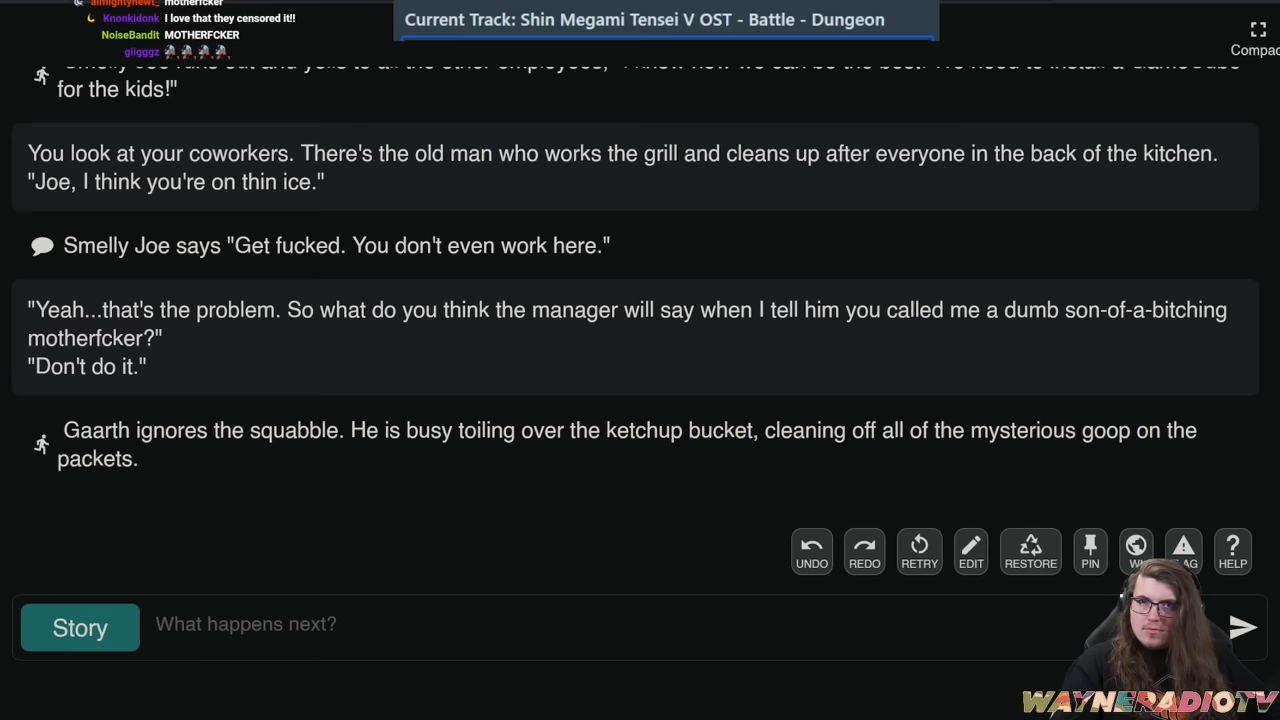 almightynewt_ motherfcker
Current Track: Shin Megami Tensei V OST - Battle - Dungeon
Knonkidonk I love that they censored it!!
NoiseBandit MOTHERFCKER
giigggz
Compac
for the kids!"
You look at your coworkers. There's the old man who works the grill and cleans up after everyone in the back of the kitchen.
"Joe, I think you're on thin ice."
Smelly Joe says "Get fucked. You don't even work here."
"Yeah...that's the problem. So what do you think the manager will say when I tell him you called me a dumb son-of-a-bitching
motherfcker?"
"Don't do it."
Gaarth ignores the squabble. He is busy toiling over the ketchup bucket, cleaning off all of the mysterious goop on the
packets.
UNDO REDO RETRY EDIT RESTORE PIN W AG HELP
Story What happens next?
WAYNERADIOTV